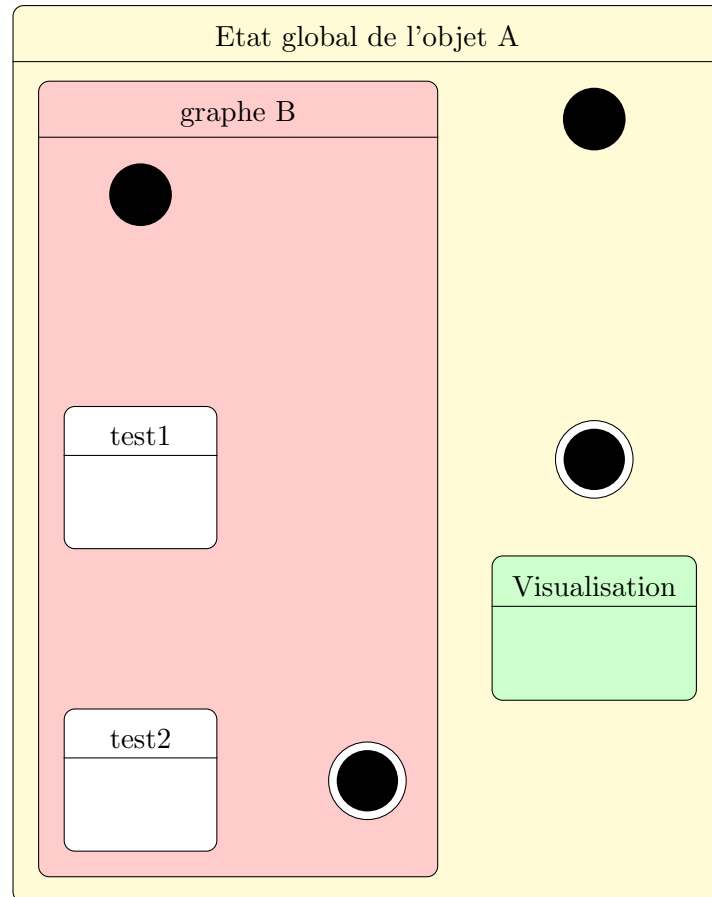 Etat global de l'objet A
graphe B
test1
Visualisation
test2